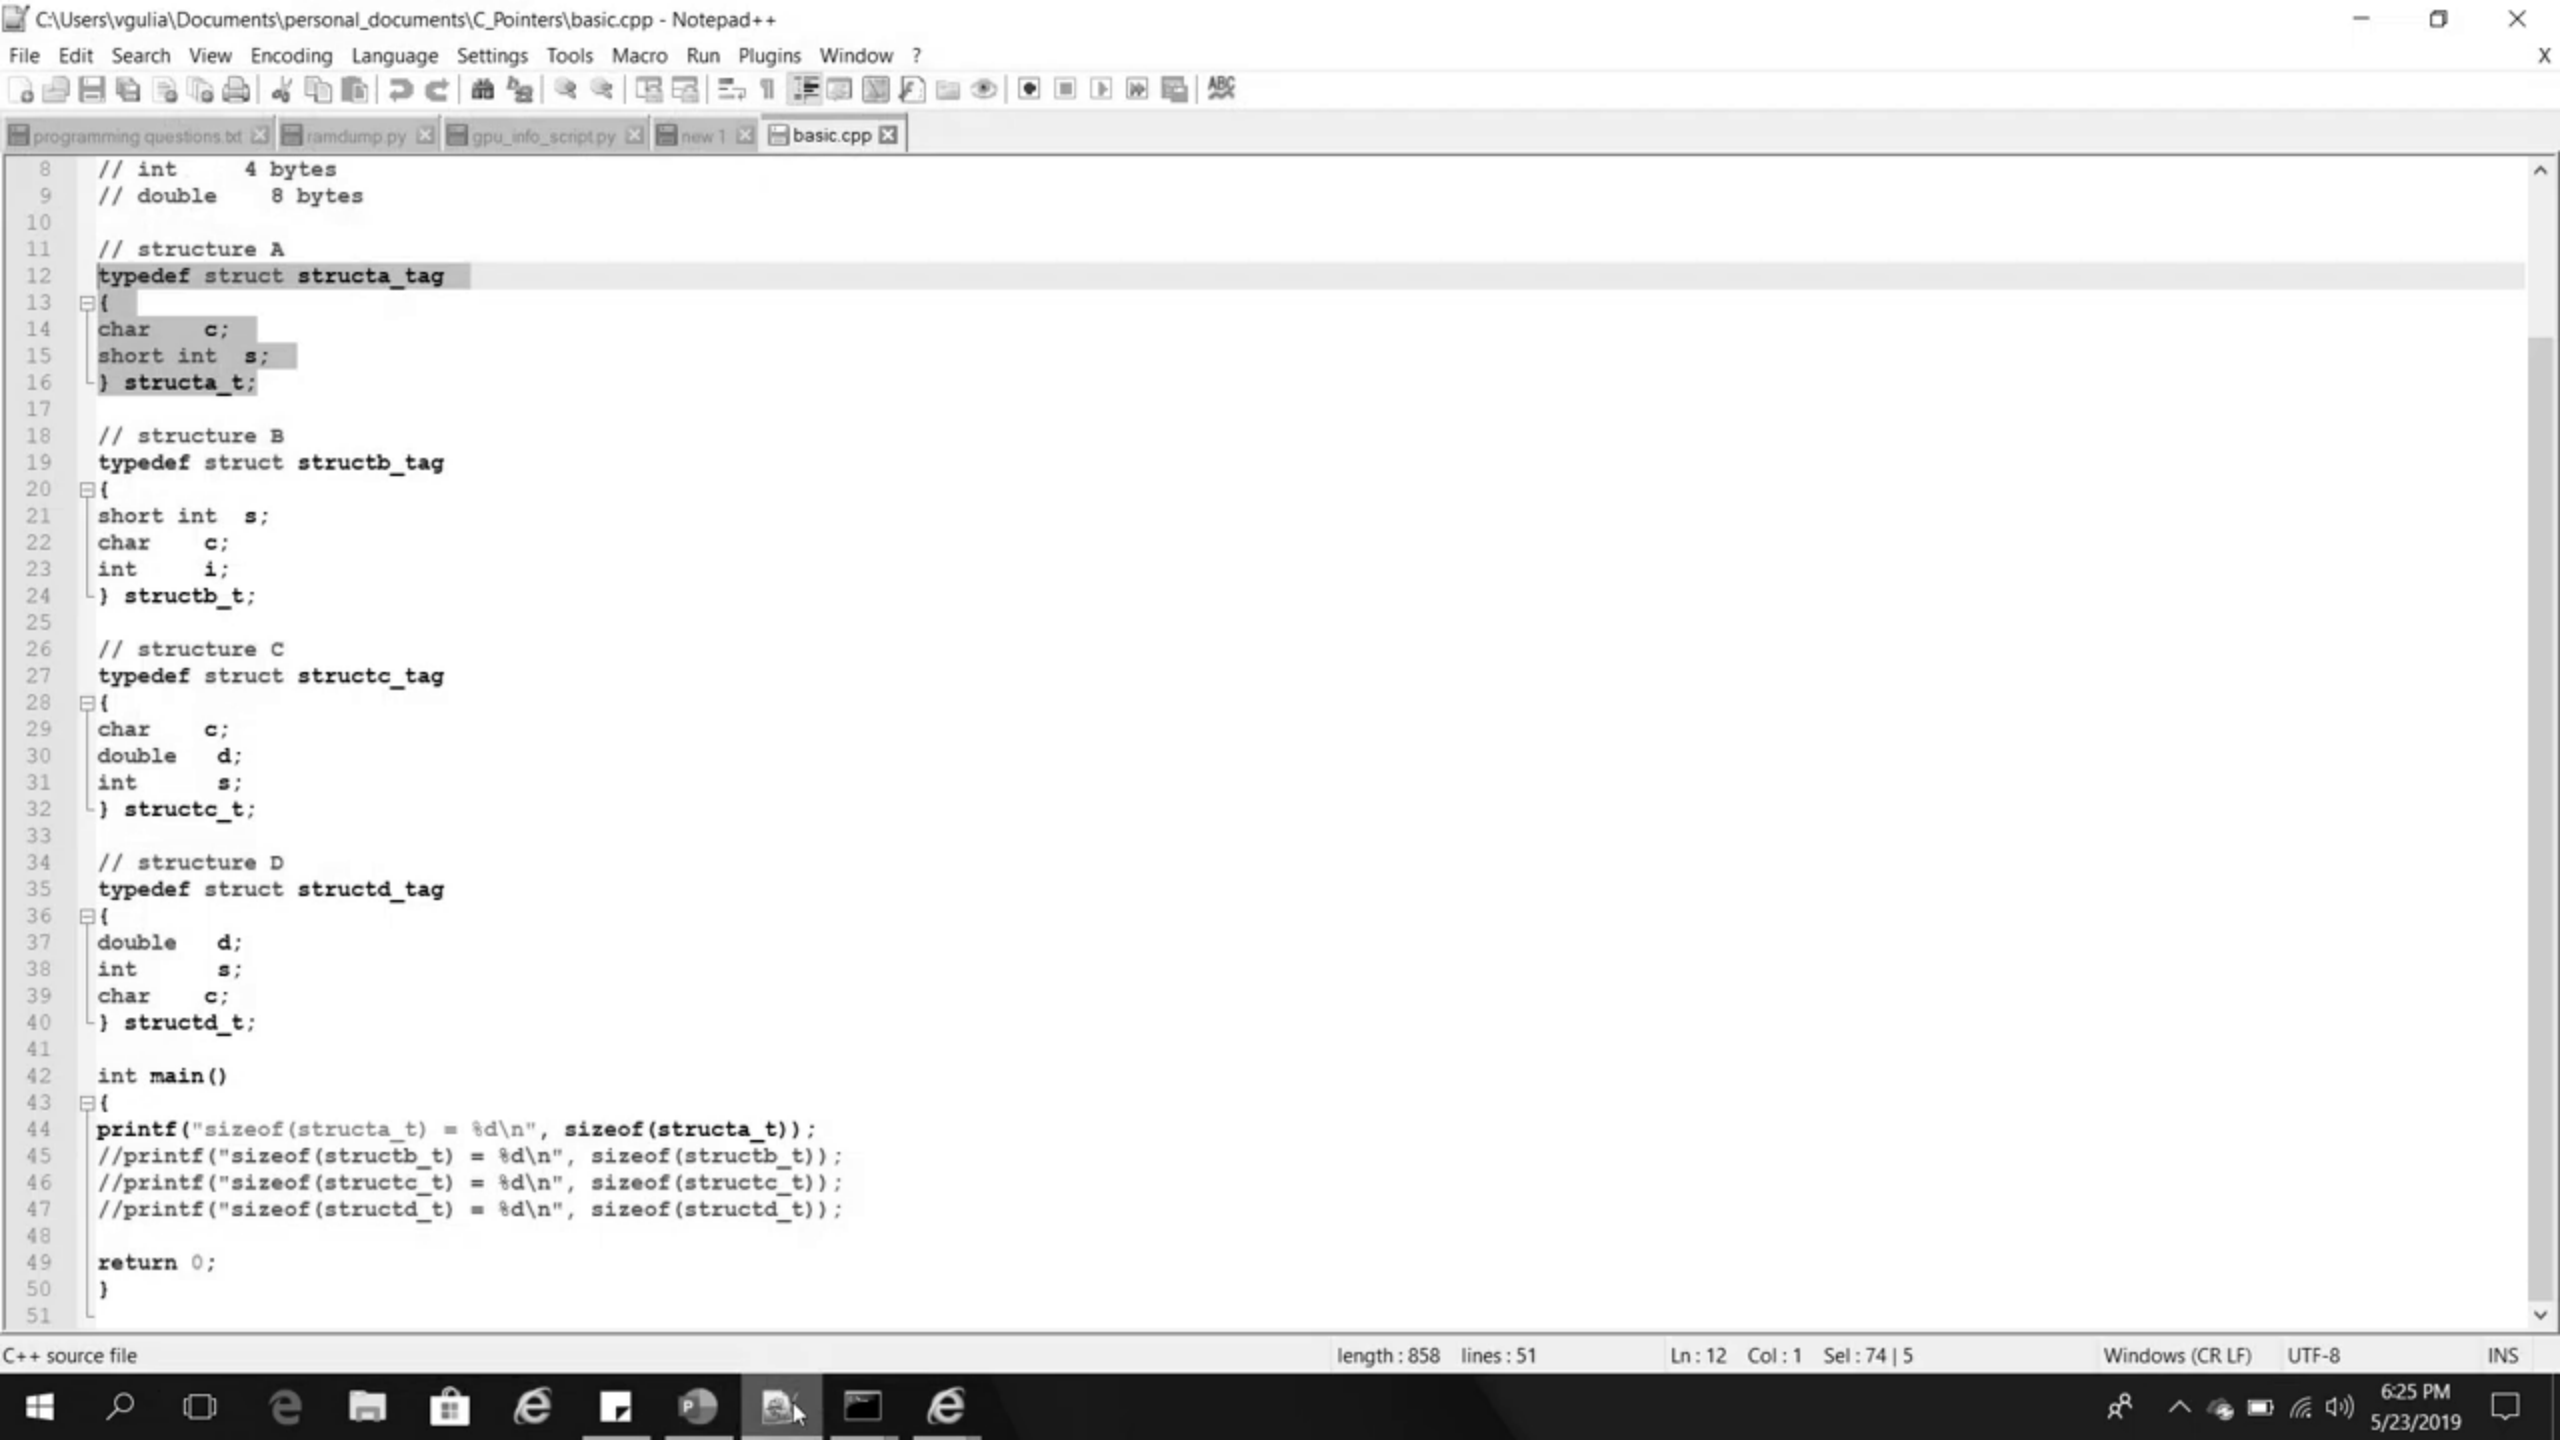 C:\Users\vgulia\Documents\personal_documents\C_Pointers\basic.cpp - Notepad++
File Edit Search View Encoding Language Settings Tools Macro Run Plugins Window ? X
programming questions.txt ramdump.py gpu_info_script.py new 1 basic.cpp
8 // int 4 bytes
9 // double 8 bytes
10
11 // structure A
12 typedef struct structa_tag
13 {
14 char c;
15 short int s;
16 } structa_t;
17
18 // structure B
19 typedef struct structb_tag
20 {
21 short int s;
22 char c;
23 int i;
24 } structb_t;
25
26 // structure C
27 typedef struct structc_tag
28 {
29 char c;
30 double d;
31 int s;
32 } structc_t;
33
34 // structure D
35 typedef struct structd_tag
36 {
37 double d;
38 int s;
39 char c;
40 } structd_t;
41
42 int main()
43 {
44 printf("sizeof(structa_t) = %d\n", sizeof(structa_t));
45 //printf("sizeof(structb_t) = %d\n", sizeof(structb_t));
46 //printf("sizeof(structc_t) = %d\n", sizeof(structc_t));
47 //printf("sizeof(structd_t) = %d\n", sizeof(structd_t));
48
49 return 0;
50 }
51
C++ source file length : 858 lines : 51 Ln : 12 Col : 1 Sel : 74 | 5 Windows (CR LF) UTF-8 INS
6:25 PM
5/23/2019